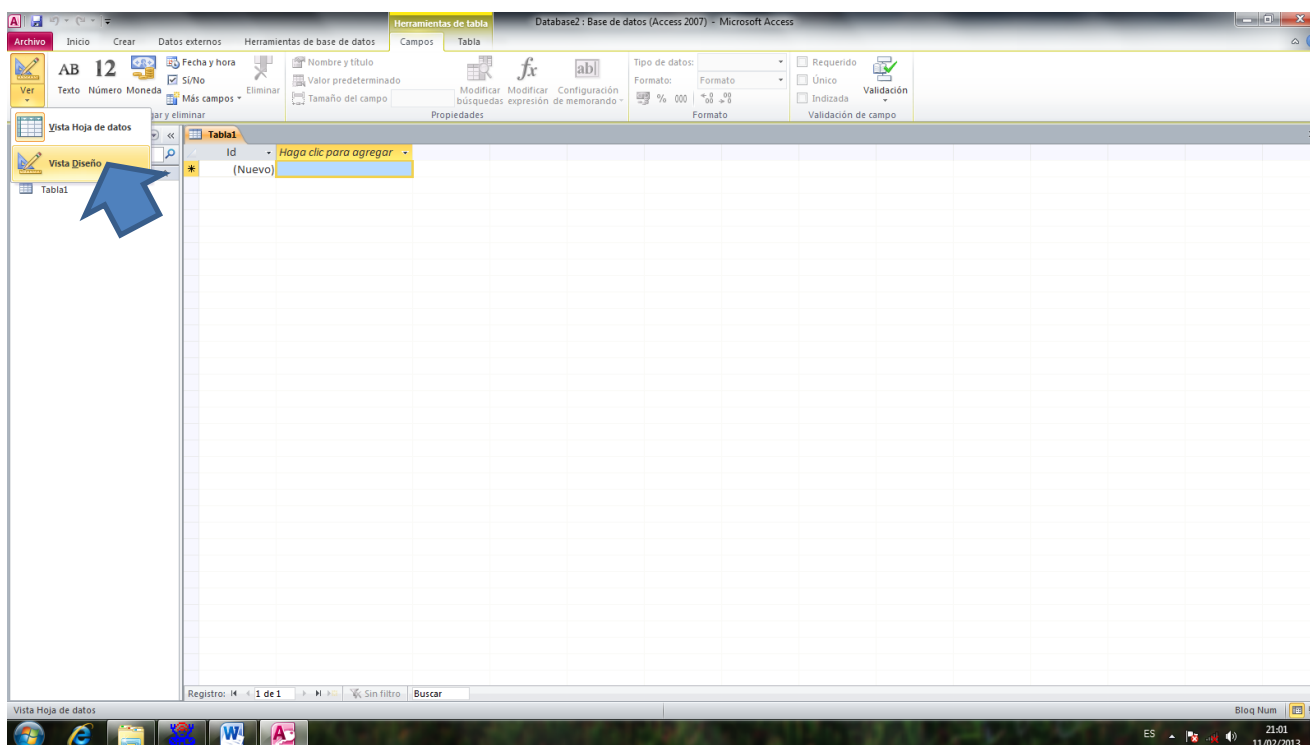 Herramientas de tabla Database2 : Base de datos (Access 2007) - Microsoft Access
Archivo Inicio Crear Datos externos Herramientas de base de datos Campos Tabla
AB 12 Fecha y hora
Sí/No
Más campos
Ver Texto Número Moneda Eliminar
Nombre y título
Valor predeterminado
Tamaño del campo
fx ab
Modificar búsquedas Modificar expresión Configuración de memorando
Tipo de datos:
Formato: Formato
% 000
Requerido
Único
Indizada
Validación
ar y eliminar Propiedades Formato Validación de campo
Vista Hoja de datos
Vista Diseño
Tabla1
Tabla1
Id Haga clic para agregar
(Nuevo)
Registro: 1 de 1 Sin filtro Buscar
Vista Hoja de datos Bloq Num
ES 21:01
11/02/2013